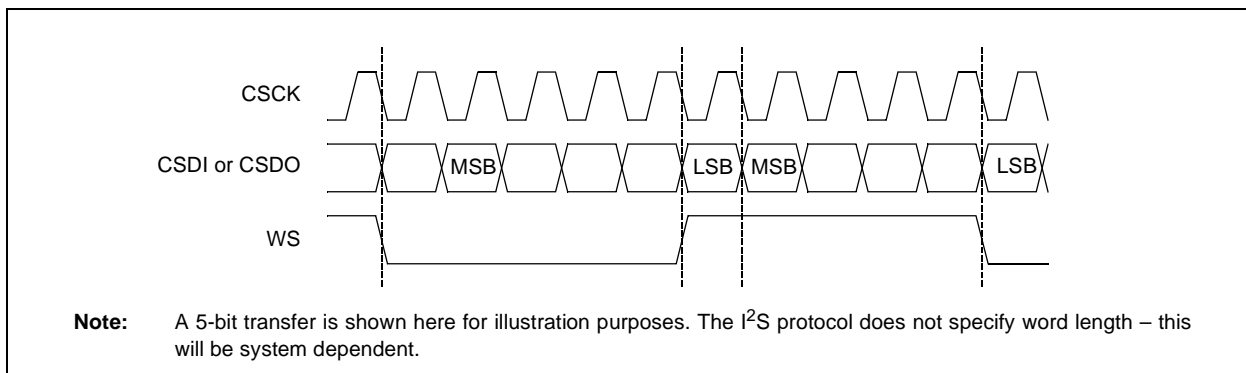 CSCK
CSDI or CSDO
MSB
LSB
MSB
LSB
WS
Note: A 5-bit transfer is shown here for illustration purposes. The I²S protocol does not specify word length – this
will be system dependent.